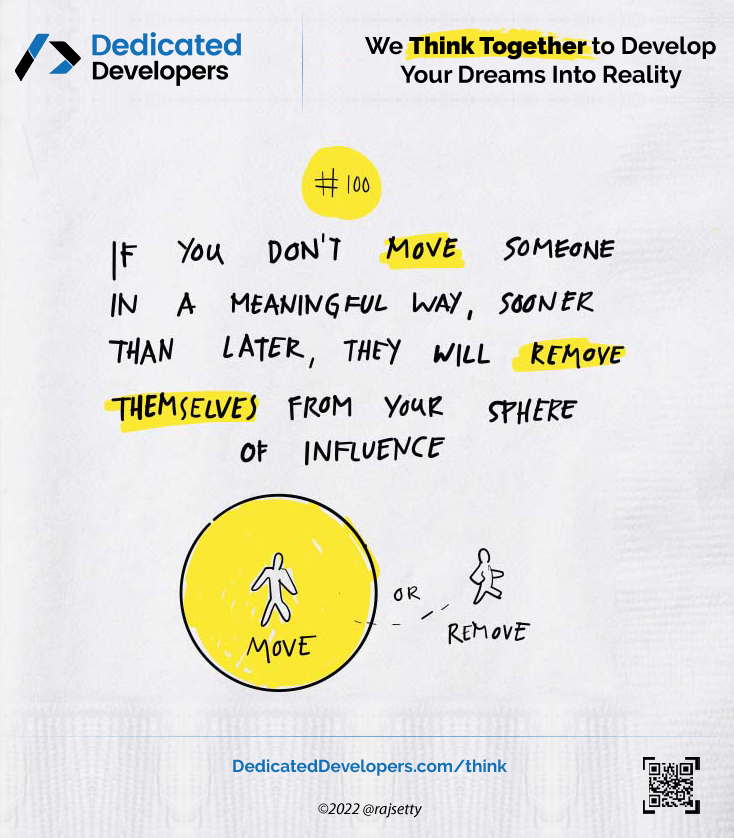 Dedicated
Developers
We Think Together to Develop
Your Dreams Into Reality
#100
IF YOU DON'T MOVE SOMEONE
IN A MEANINGFUL WAY, SOONER
THAN LATER, THEY WILL REMOVE
THEMSELVES FROM YOUR SPHERE
OF INFLUENCE
MOVE
OR
REMOVE
DedicatedDevelopers.com/think
©2022 @rajsetty